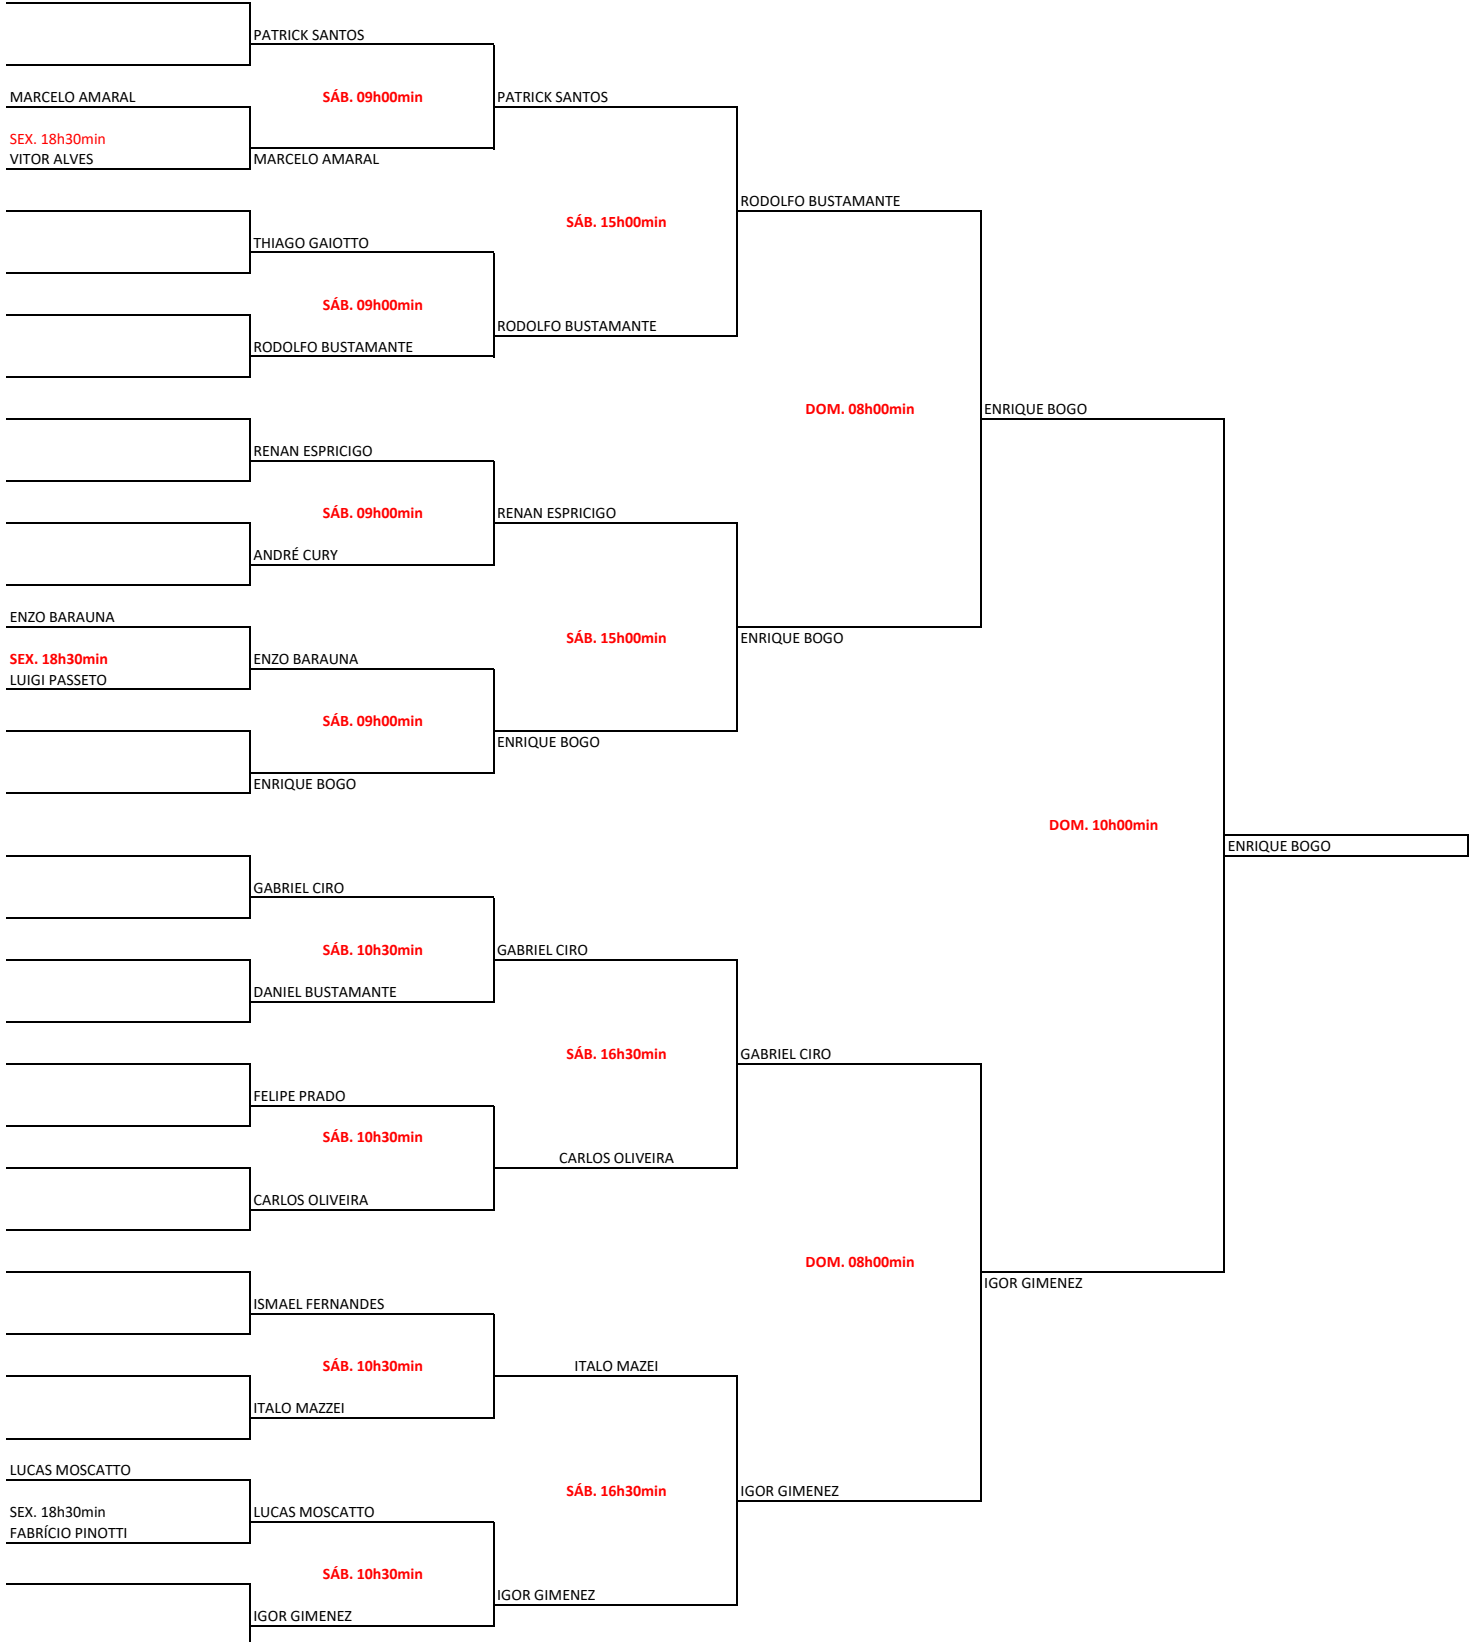 PATRICK SANTOS
MARCELO AMARAL
SÁB. 09h00min
PATRICK SANTOS
SEX. 18h30min
VITOR ALVES
MARCELO AMARAL
RODOLFO BUSTAMANTE
SÁB. 15h00min
THIAGO GAIOTTO
SÁB. 09h00min
RODOLFO BUSTAMANTE
RODOLFO BUSTAMANTE
DOM. 08h00min
ENRIQUE BOGO
RENAN ESPRICIGO
SÁB. 09h00min
RENAN ESPRICIGO
ANDRÉ CURY
ENZO BARAUNA
SÁB. 15h00min
ENRIQUE BOGO
SEX. 18h30min
ENZO BARAUNA
LUIGI PASSETO
SÁB. 09h00min
ENRIQUE BOGO
ENRIQUE BOGO
DOM. 10h00min
ENRIQUE BOGO
GABRIEL CIRO
SÁB. 10h30min
GABRIEL CIRO
DANIEL BUSTAMANTE
SÁB. 16h30min
GABRIEL CIRO
FELIPE PRADO
SÁB. 10h30min
CARLOS OLIVEIRA
CARLOS OLIVEIRA
DOM. 08h00min
IGOR GIMENEZ
ISMAEL FERNANDES
SÁB. 10h30min
ITALO MAZEI
ITALO MAZZEI
LUCAS MOSCATTO
SÁB. 16h30min
IGOR GIMENEZ
SEX. 18h30min
LUCAS MOSCATTO
FABRÍCIO PINOTTI
SÁB. 10h30min
IGOR GIMENEZ
IGOR GIMENEZ